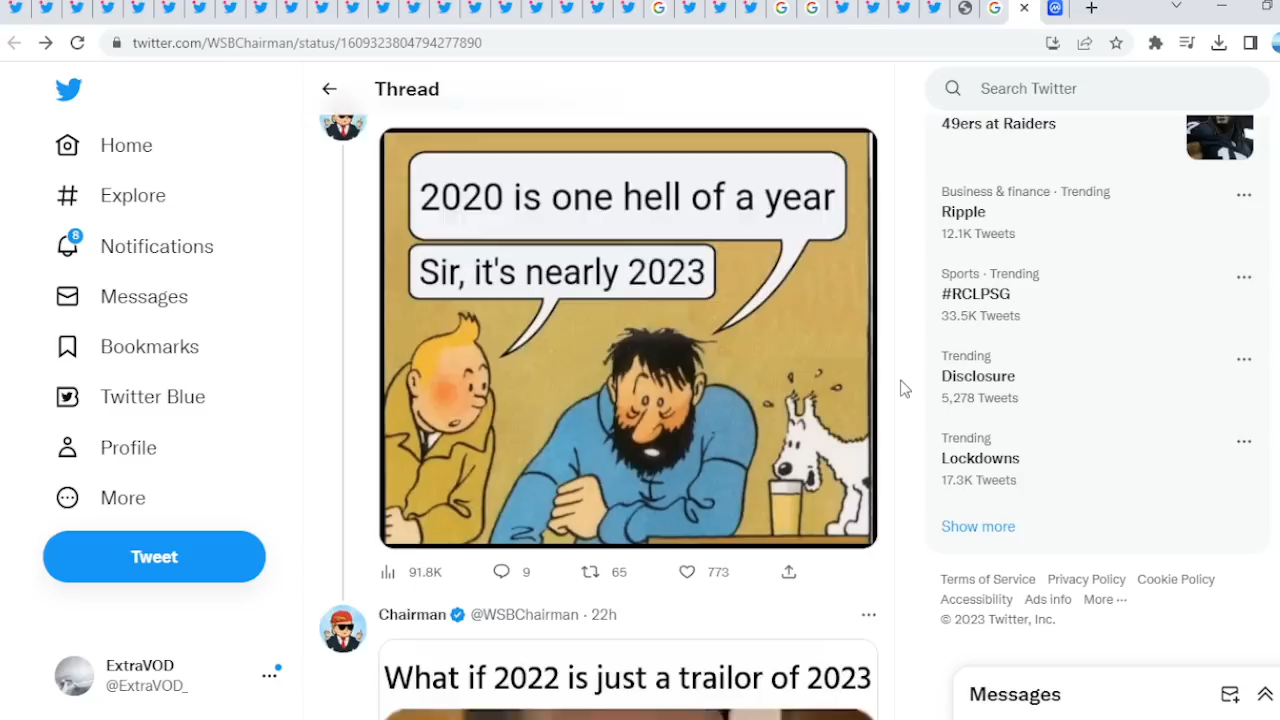 twitter.com/WSBChairman/status/1609323804794277890
Thread
Search Twitter
Home
Explore
8
Notifications
Messages
Bookmarks
Twitter Blue
Profile
More
Tweet
ExtraVOD
@ExtraVOD_
2020 is one hell of a year
Sir, it's nearly 2023
91.8K 9 65 773
Chairman @WSBChairman · 22h
What if 2022 is just a trailor of 2023
49ers at Raiders
Business & finance · Trending
Ripple
12.1K Tweets
Sports · Trending
#RCLPSG
33.5K Tweets
Trending
Disclosure
5,278 Tweets
Trending
Lockdowns
17.3K Tweets
Show more
Terms of Service Privacy Policy Cookie Policy
Accessibility Ads info More ···
© 2023 Twitter, Inc.
Messages